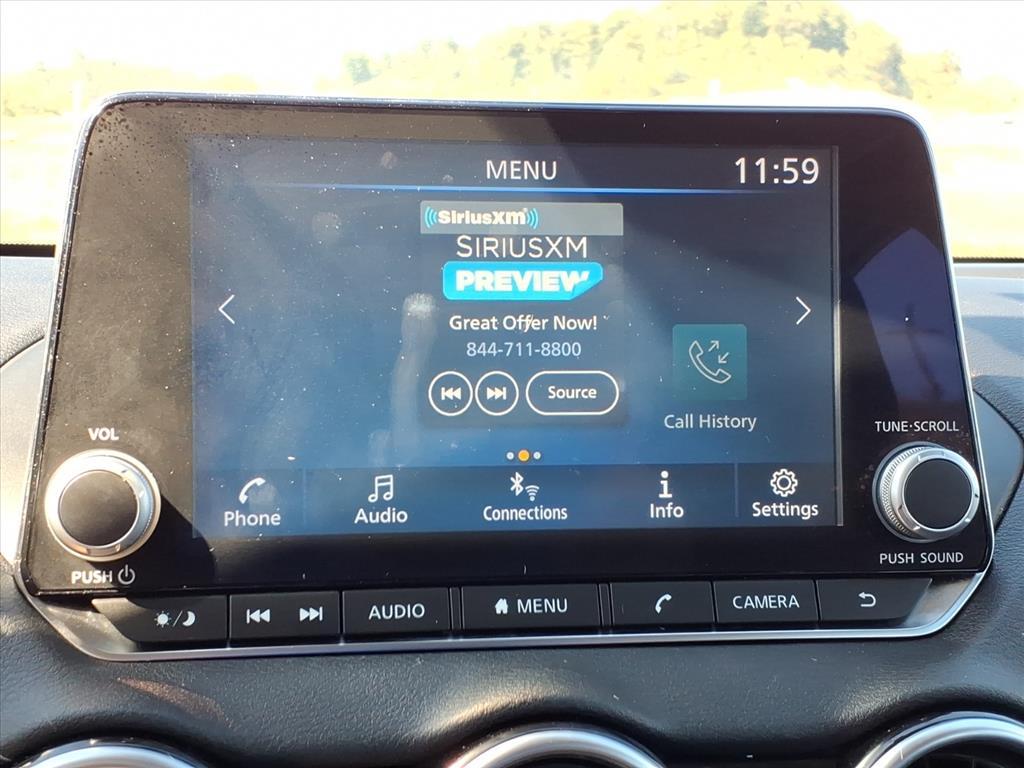 MENU
11:59
SiriusXM
SIRIUSXM
PREVIEW
Great Offer Now!
844-711-8800
Source
Call History
VOL
TUNE·SCROLL
Phone
Audio
Connections
Info
Settings
PUSH
PUSH SOUND
AUDIO
MENU
CAMERA